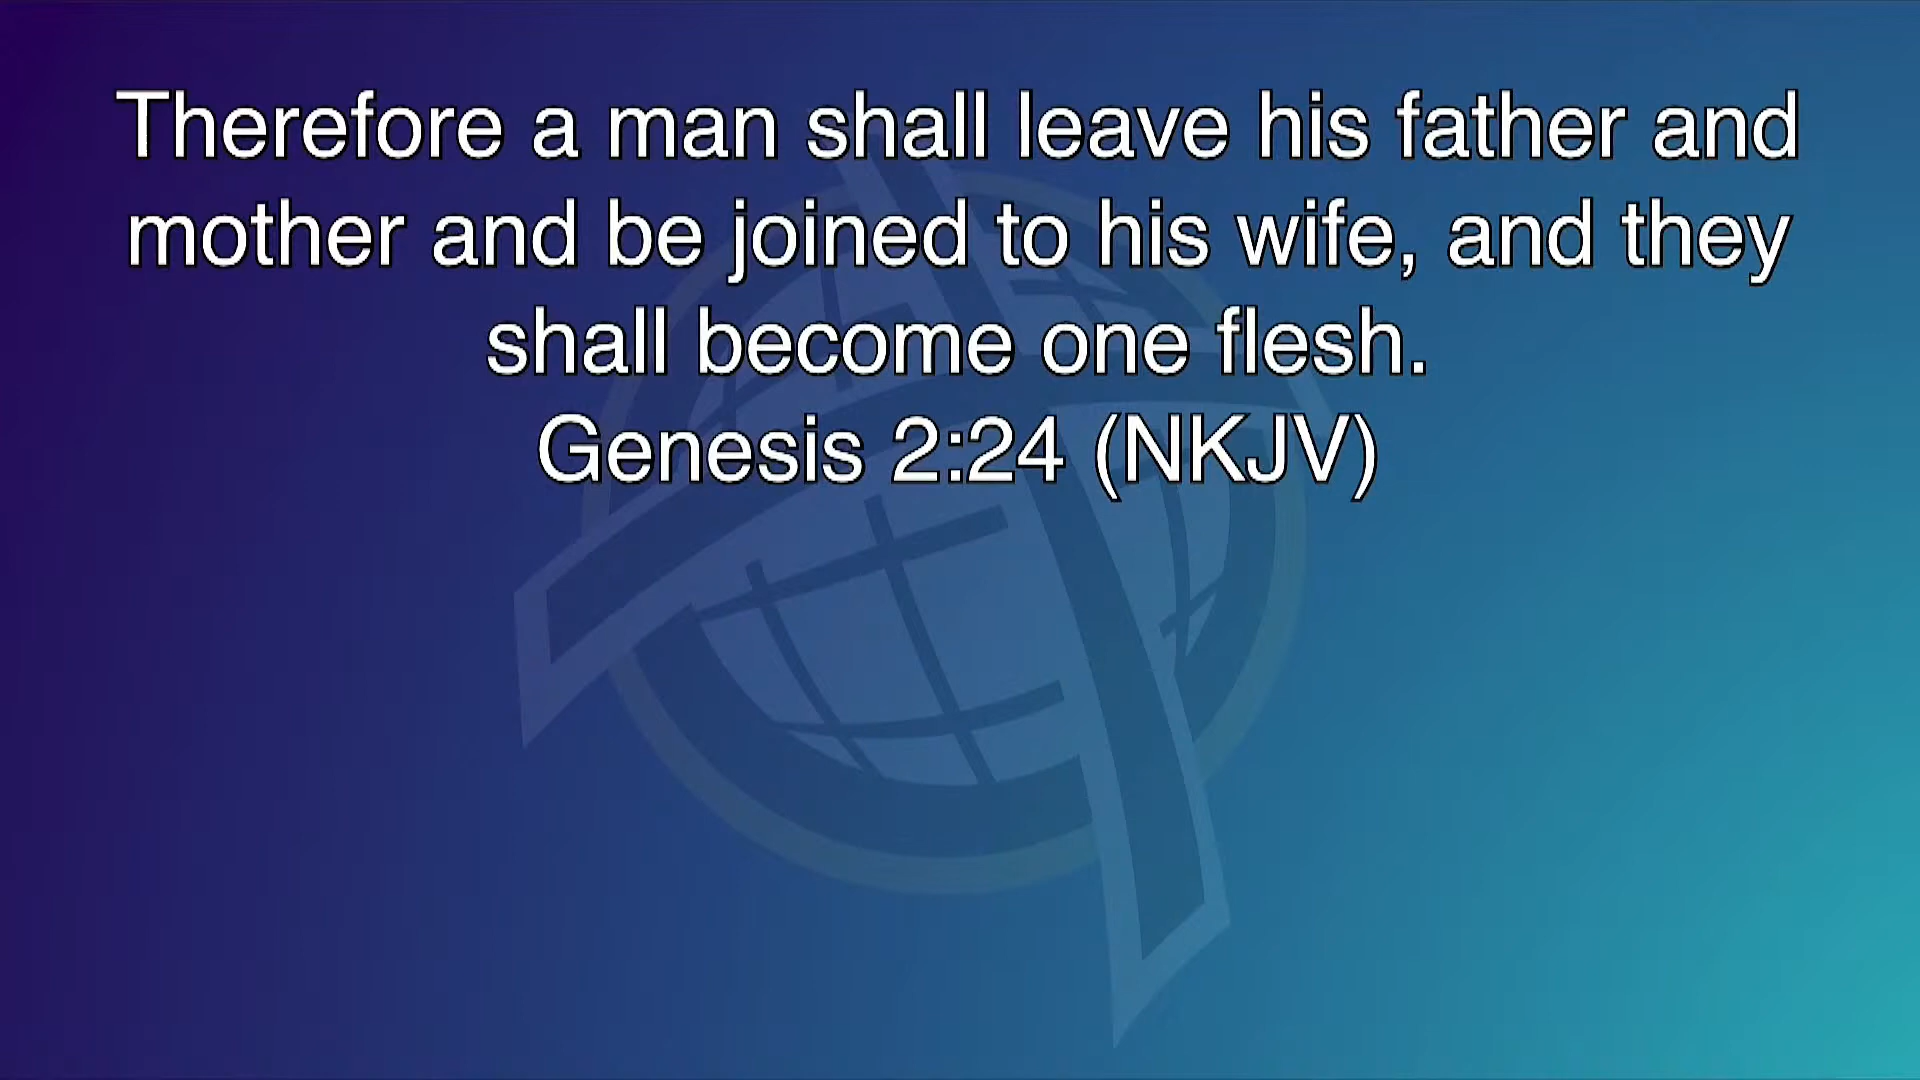 Therefore a man shall leave his father and
mother and be joined to his wife, and they
shall become one flesh.
Genesis 2:24 (NKJV)